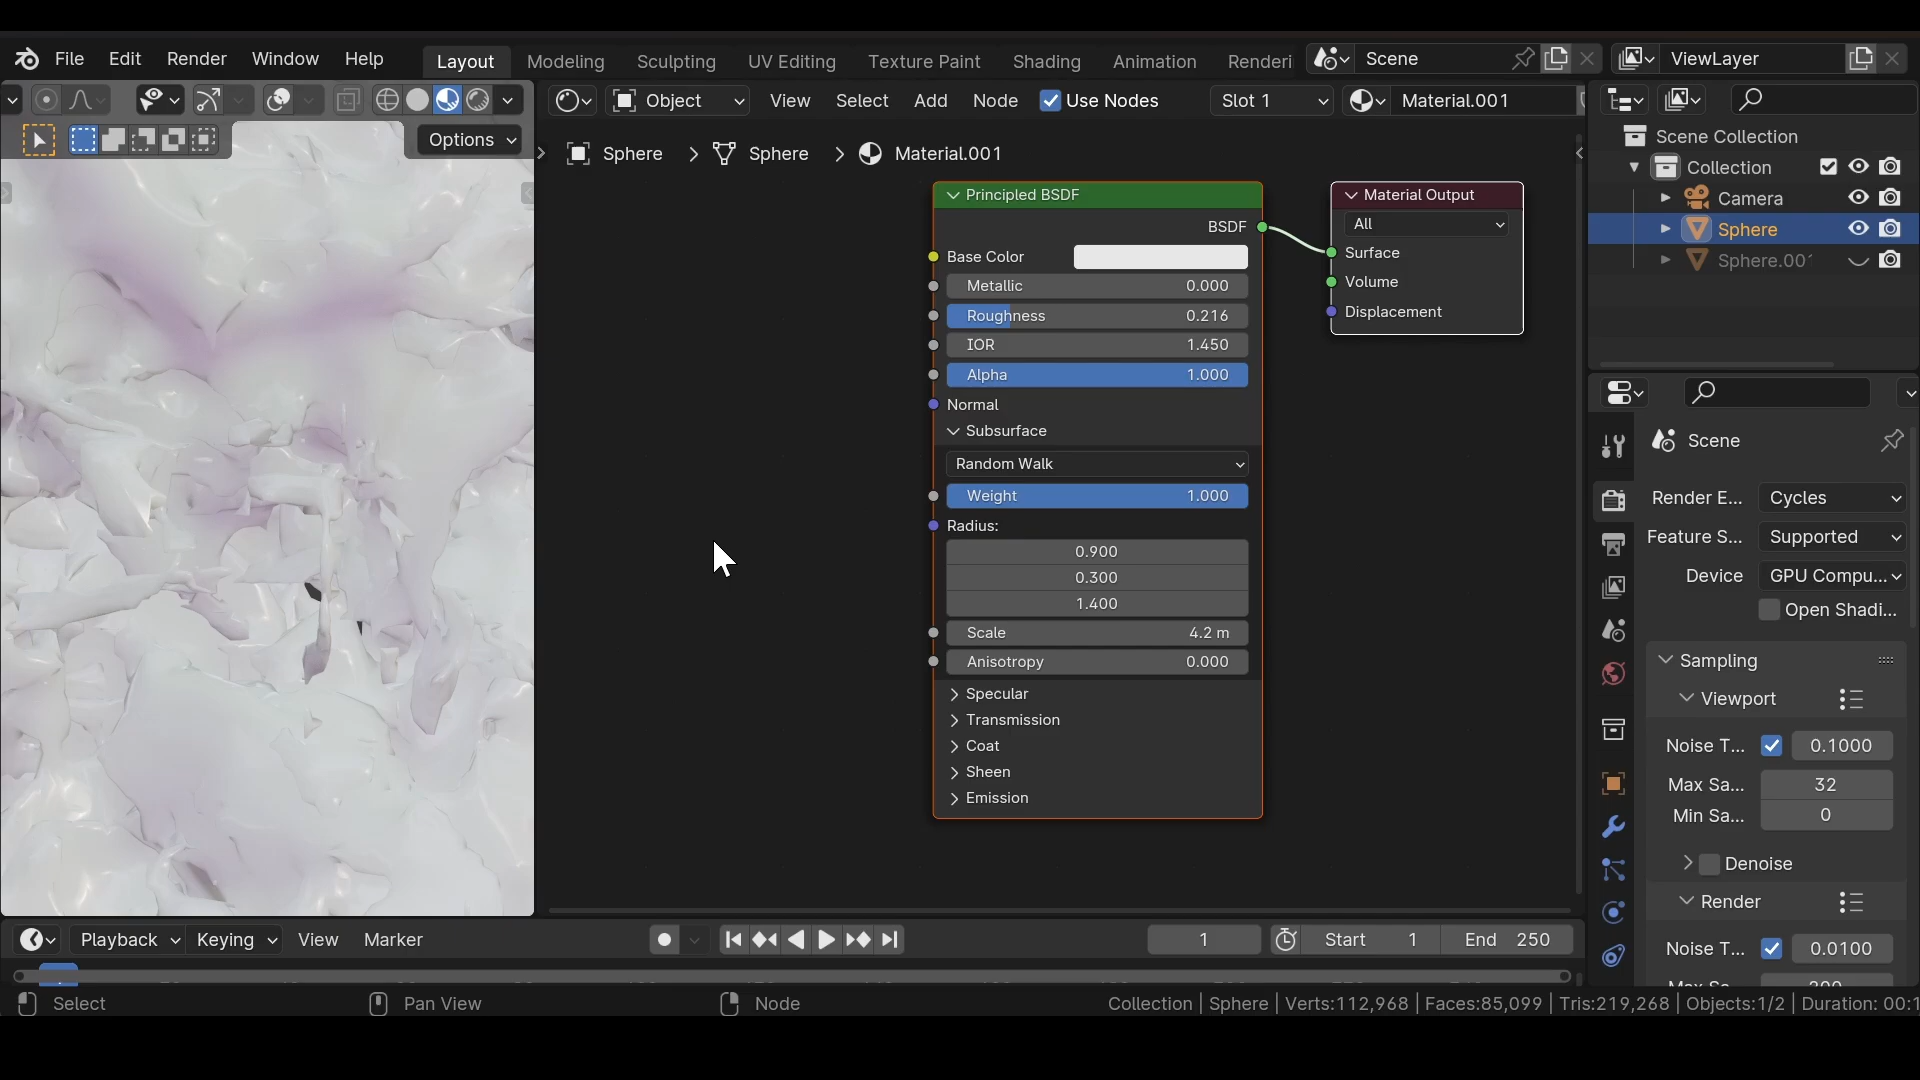 File Edit Render Window Help Layout Modeling Sculpting UV Editing Texture Paint Shading Animation Renderi Scene ViewLayer
Object View Select Add Node Use Nodes Slot 1 Material.001
Options
Sphere Sphere Material.001
Principled BSDF
BSDF
Base Color
Metallic 0.000
Roughness 0.216
IOR 1.450
Alpha 1.000
Normal
Subsurface
Random Walk
Weight 1.000
Radius:
0.900
0.300
1.400
Scale 4.2 m
Anisotropy 0.000
Specular
Transmission
Coat
Sheen
Emission
Material Output
All
Surface
Volume
Displacement
Scene Collection
Collection
Camera
Sphere
Sphere.00
Scene
Render E... Cycles
Feature S... Supported
Device GPU Compu...
Open Shadi...
Sampling
Viewport
Noise T... 0.1000
Max Sa... 32
Min Sa... 0
Denoise
Render
Noise T... 0.0100
Playback Keying View Marker 1 Start 1 End 250
Select Pan View Node Collection | Sphere | Verts:112,968 | Faces:85,099 | Tris:219,268 | Objects:1/2 | Duration: 00:1